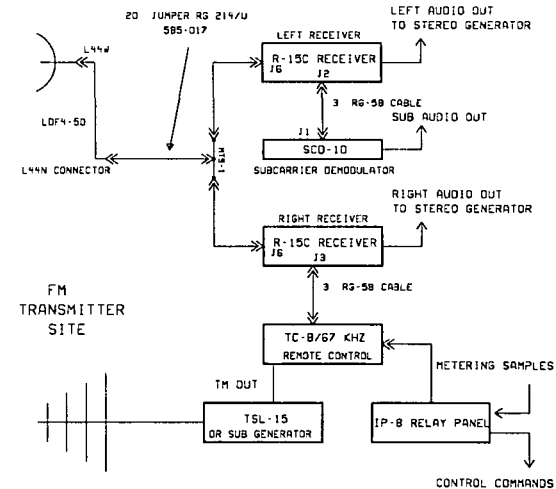 20 JUMPER RG 214/U
585-017
LEFT AUDIO OUT
TO STEREO GENERATOR
LEFT RECEIVER
L44W
R-15C RECEIVER
J6
J2
LDF4-50
3 RG-58 CABLE
SUB AUDIO OUT
J1
SCD-10
SUBCARRIER DEMODULATOR
MTS-1
L44N CONNECTOR
RIGHT AUDIO OUT
TO STEREO GENERATOR
RIGHT RECEIVER
R-15C RECEIVER
J6
J3
3 RG-58 CABLE
FM
TRANSMITTER
SITE
TC-8/67 KHZ
REMOTE CONTROL
METERING SAMPLES
TM OUT
TSL-15
OR SUB GENERATOR
IP-8 RELAY PANEL
CONTROL COMMANDS